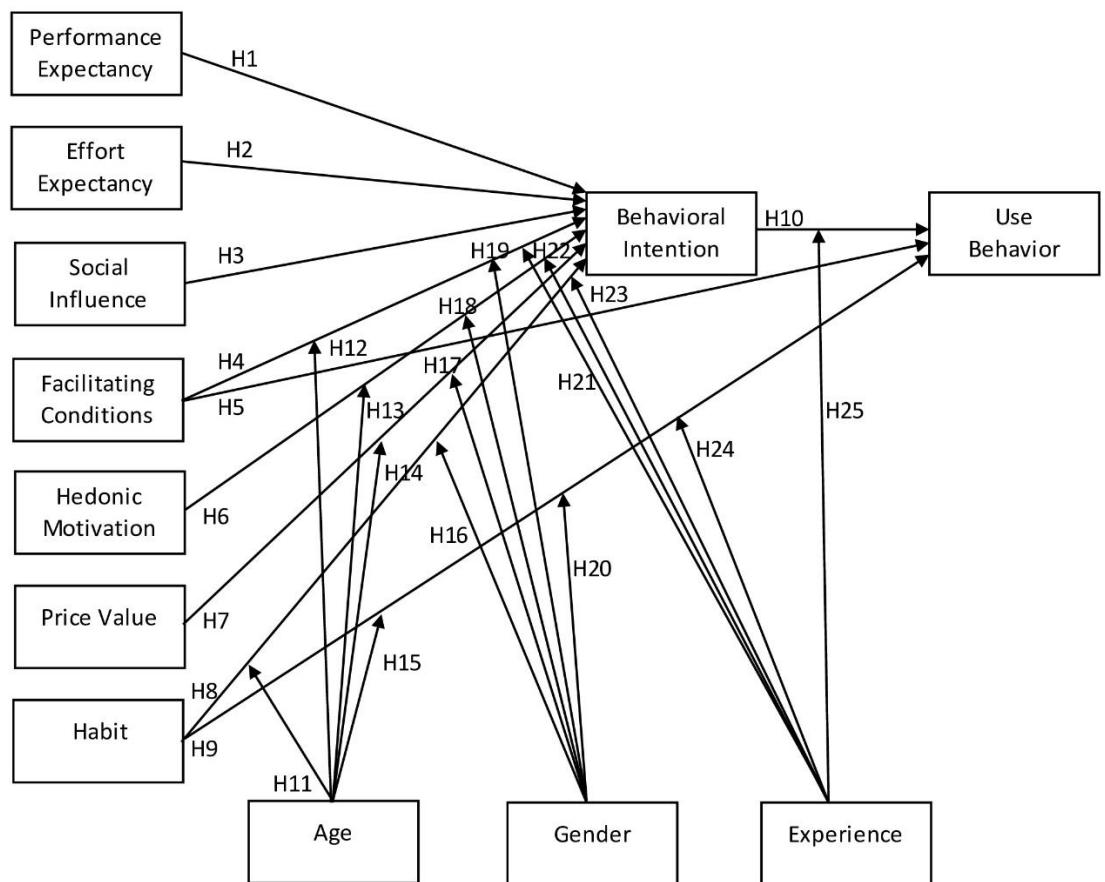 Performance
Expectancy
H1
Effort
Expectancy
H2
Social
Influence
H3
Facilitating
Conditions
H4
H5
Hedonic
Motivation
H6
Price Value
H7
Habit
H8
H9
Behavioral
Intention
H10
Use
Behavior
H19
H22
H23
H18
H12
H17
H21
H13
H25
H14
H24
H16
H20
H15
H11
Age
Gender
Experience